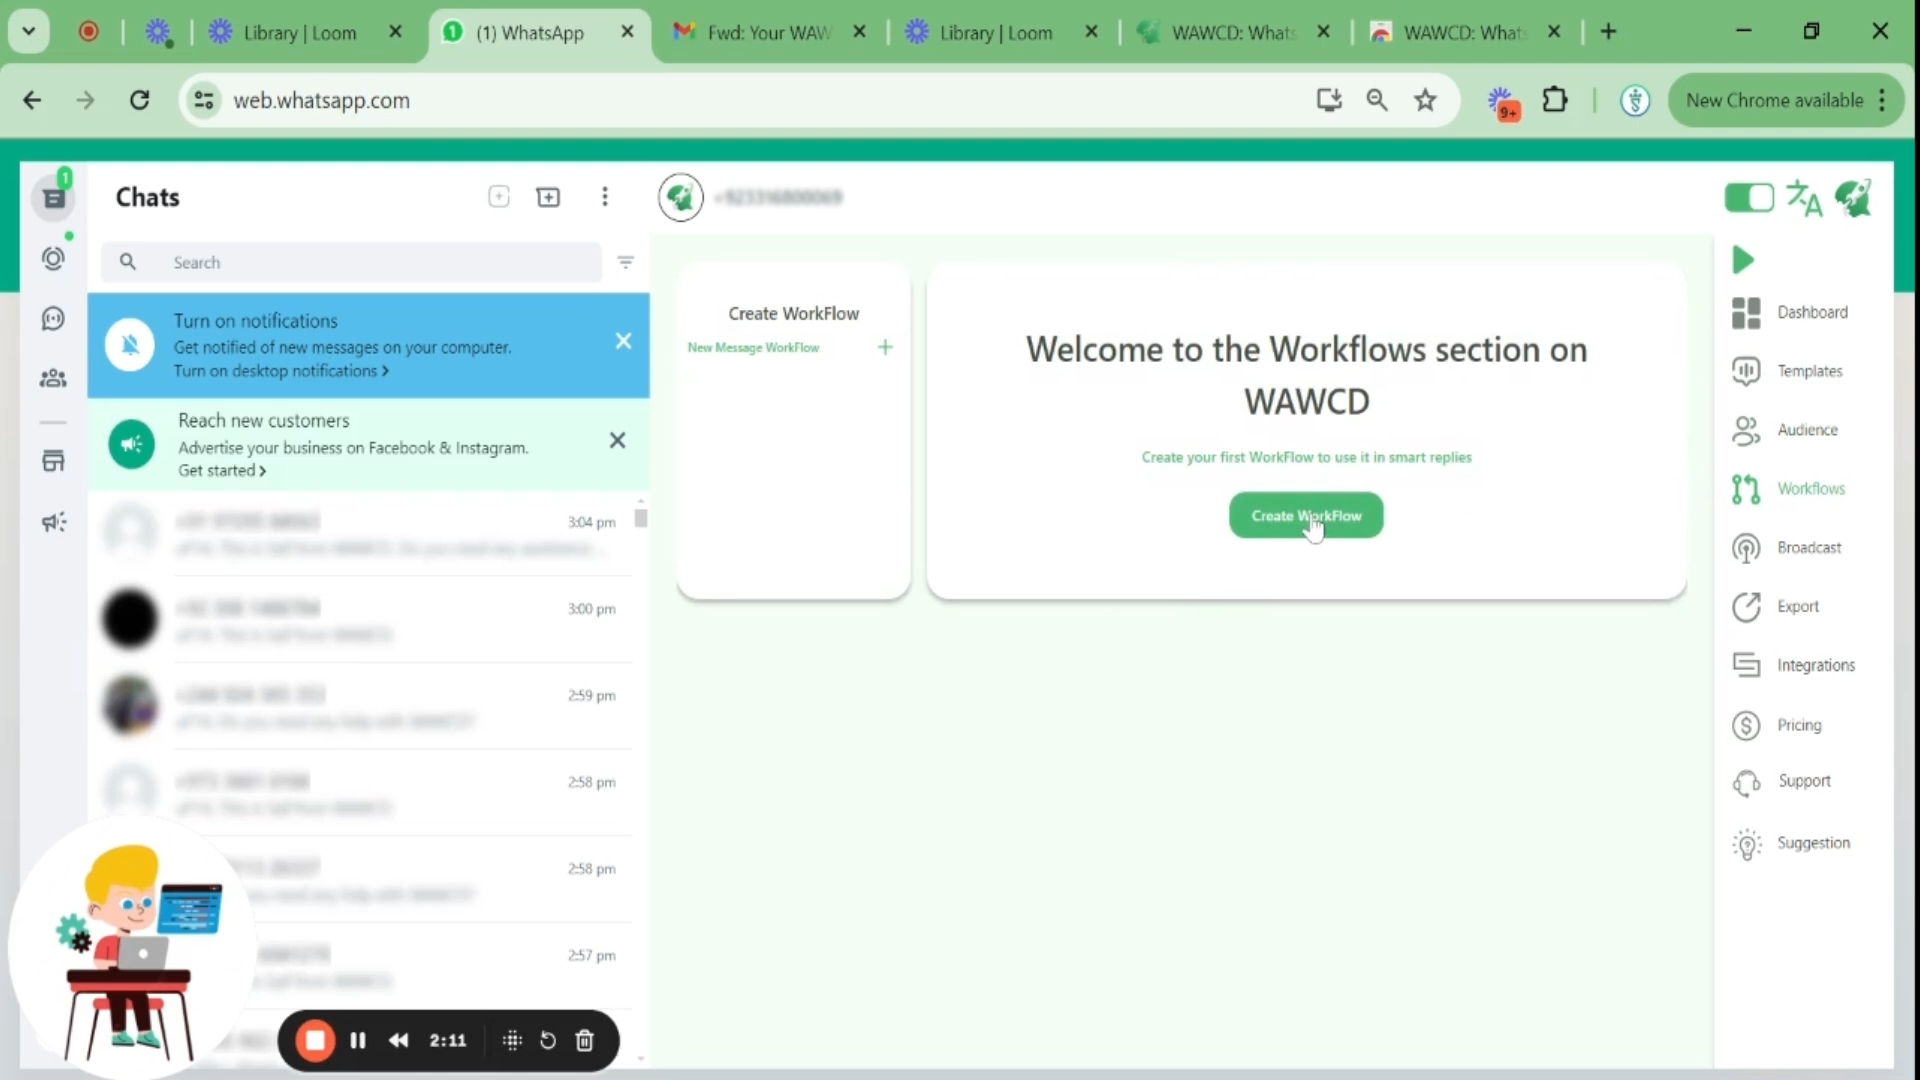 Library | Loom
(1) WhatsApp
Fwd: Your WAW
Library | Loom
WAWCD: Whats
WAWCD: Whats
web.whatsapp.com
9+
New Chrome available
1
Chats
Search
Turn on notifications
Get notified of new messages on your computer.
Turn on desktop notifications >
Reach new customers
Advertise your business on Facebook & Instagram.
Get started >
3:04 pm
3:00 pm
2:59 pm
2:58 pm
2:58 pm
2:57 pm
2:11
Create WorkFlow
New Message WorkFlow +
Welcome to the Workflows section on
WAWCD
Create your first WorkFlow to use it in smart replies
Create WorkFlow
Dashboard
Templates
Audience
Workflows
Broadcast
Export
Integrations
Pricing
Support
Suggestion